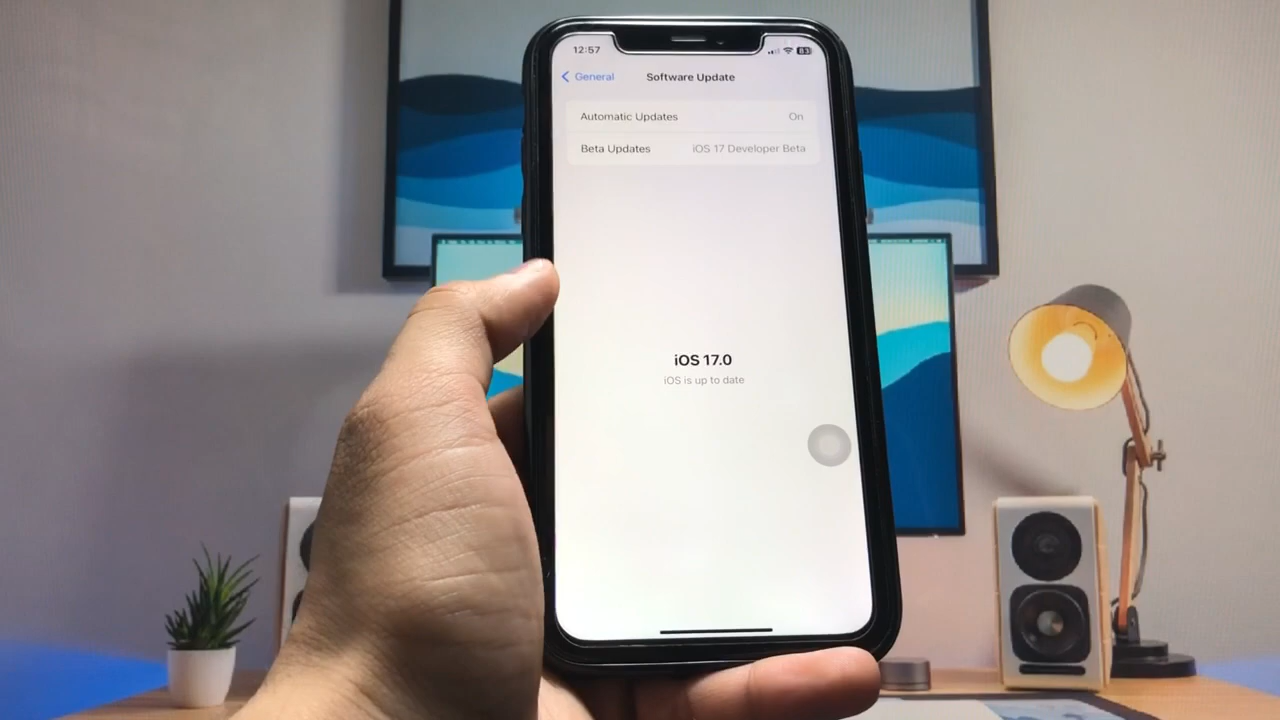 12:57 83
General Software Update
Automatic Updates On
Beta Updates iOS 17 Developer Beta
iOS 17.0
iOS is up to date